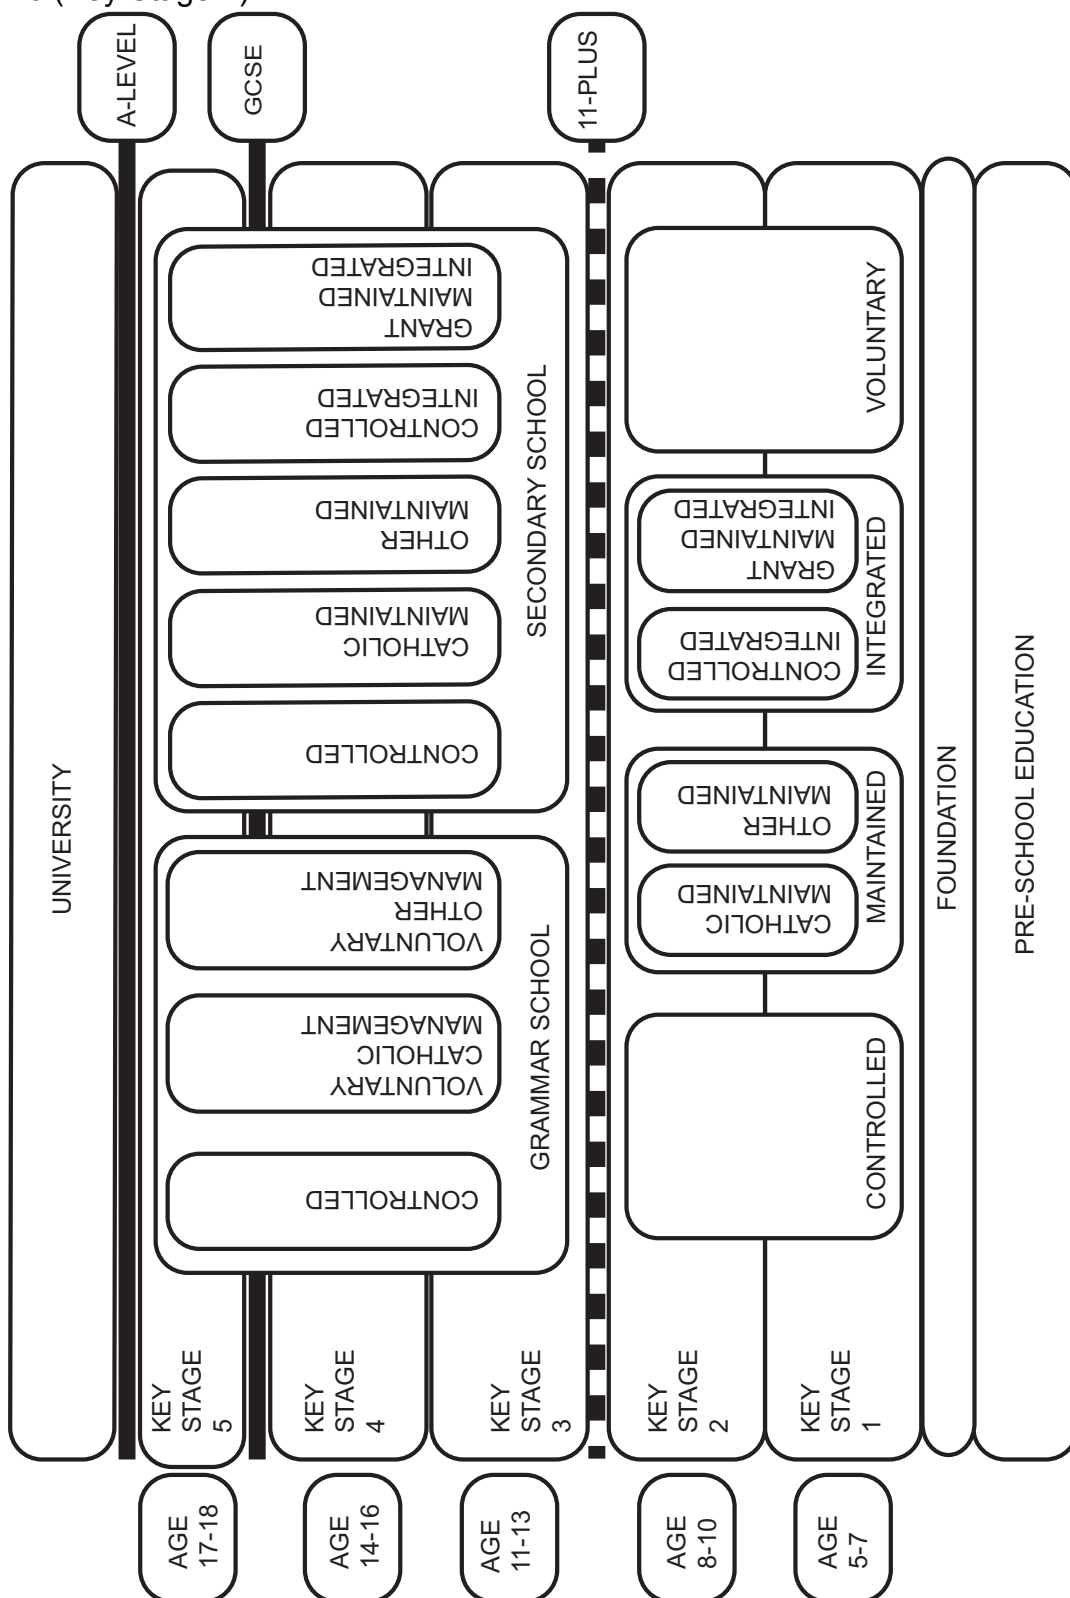 (Key Stage
UNIVERSITY
A-LEVEL
AGE
17-18
KEY
STAGE
5
GCSE
AGE
14-16
KEY
STAGE
4
AGE
11-13
KEY
STAGE
3
CONTROLLED
VOLUNTARY
CATHOLIC
MANAGEMENT
VOLUNTARY
OTHER
MANAGEMENT
GRAMMAR SCHOOL
CONTROLLED
CATHOLIC
MAINTAINED
OTHER
MAINTAINED
CONTROLLED
INTEGRATED
GRANT
MAINTAINED
INTEGRATED
SECONDARY SCHOOL
11-PLUS
AGE
8-10
KEY
STAGE
2
AGE
5-7
KEY
STAGE
1
CONTROLLED
CATHOLIC
MAINTAINED
OTHER
MAINTAINED
MAINTAINED
CONTROLLED
INTEGRATED
GRANT
MAINTAINED
INTEGRATED
INTEGRATED
VOLUNTARY
FOUNDATION
PRE-SCHOOL EDUCATION